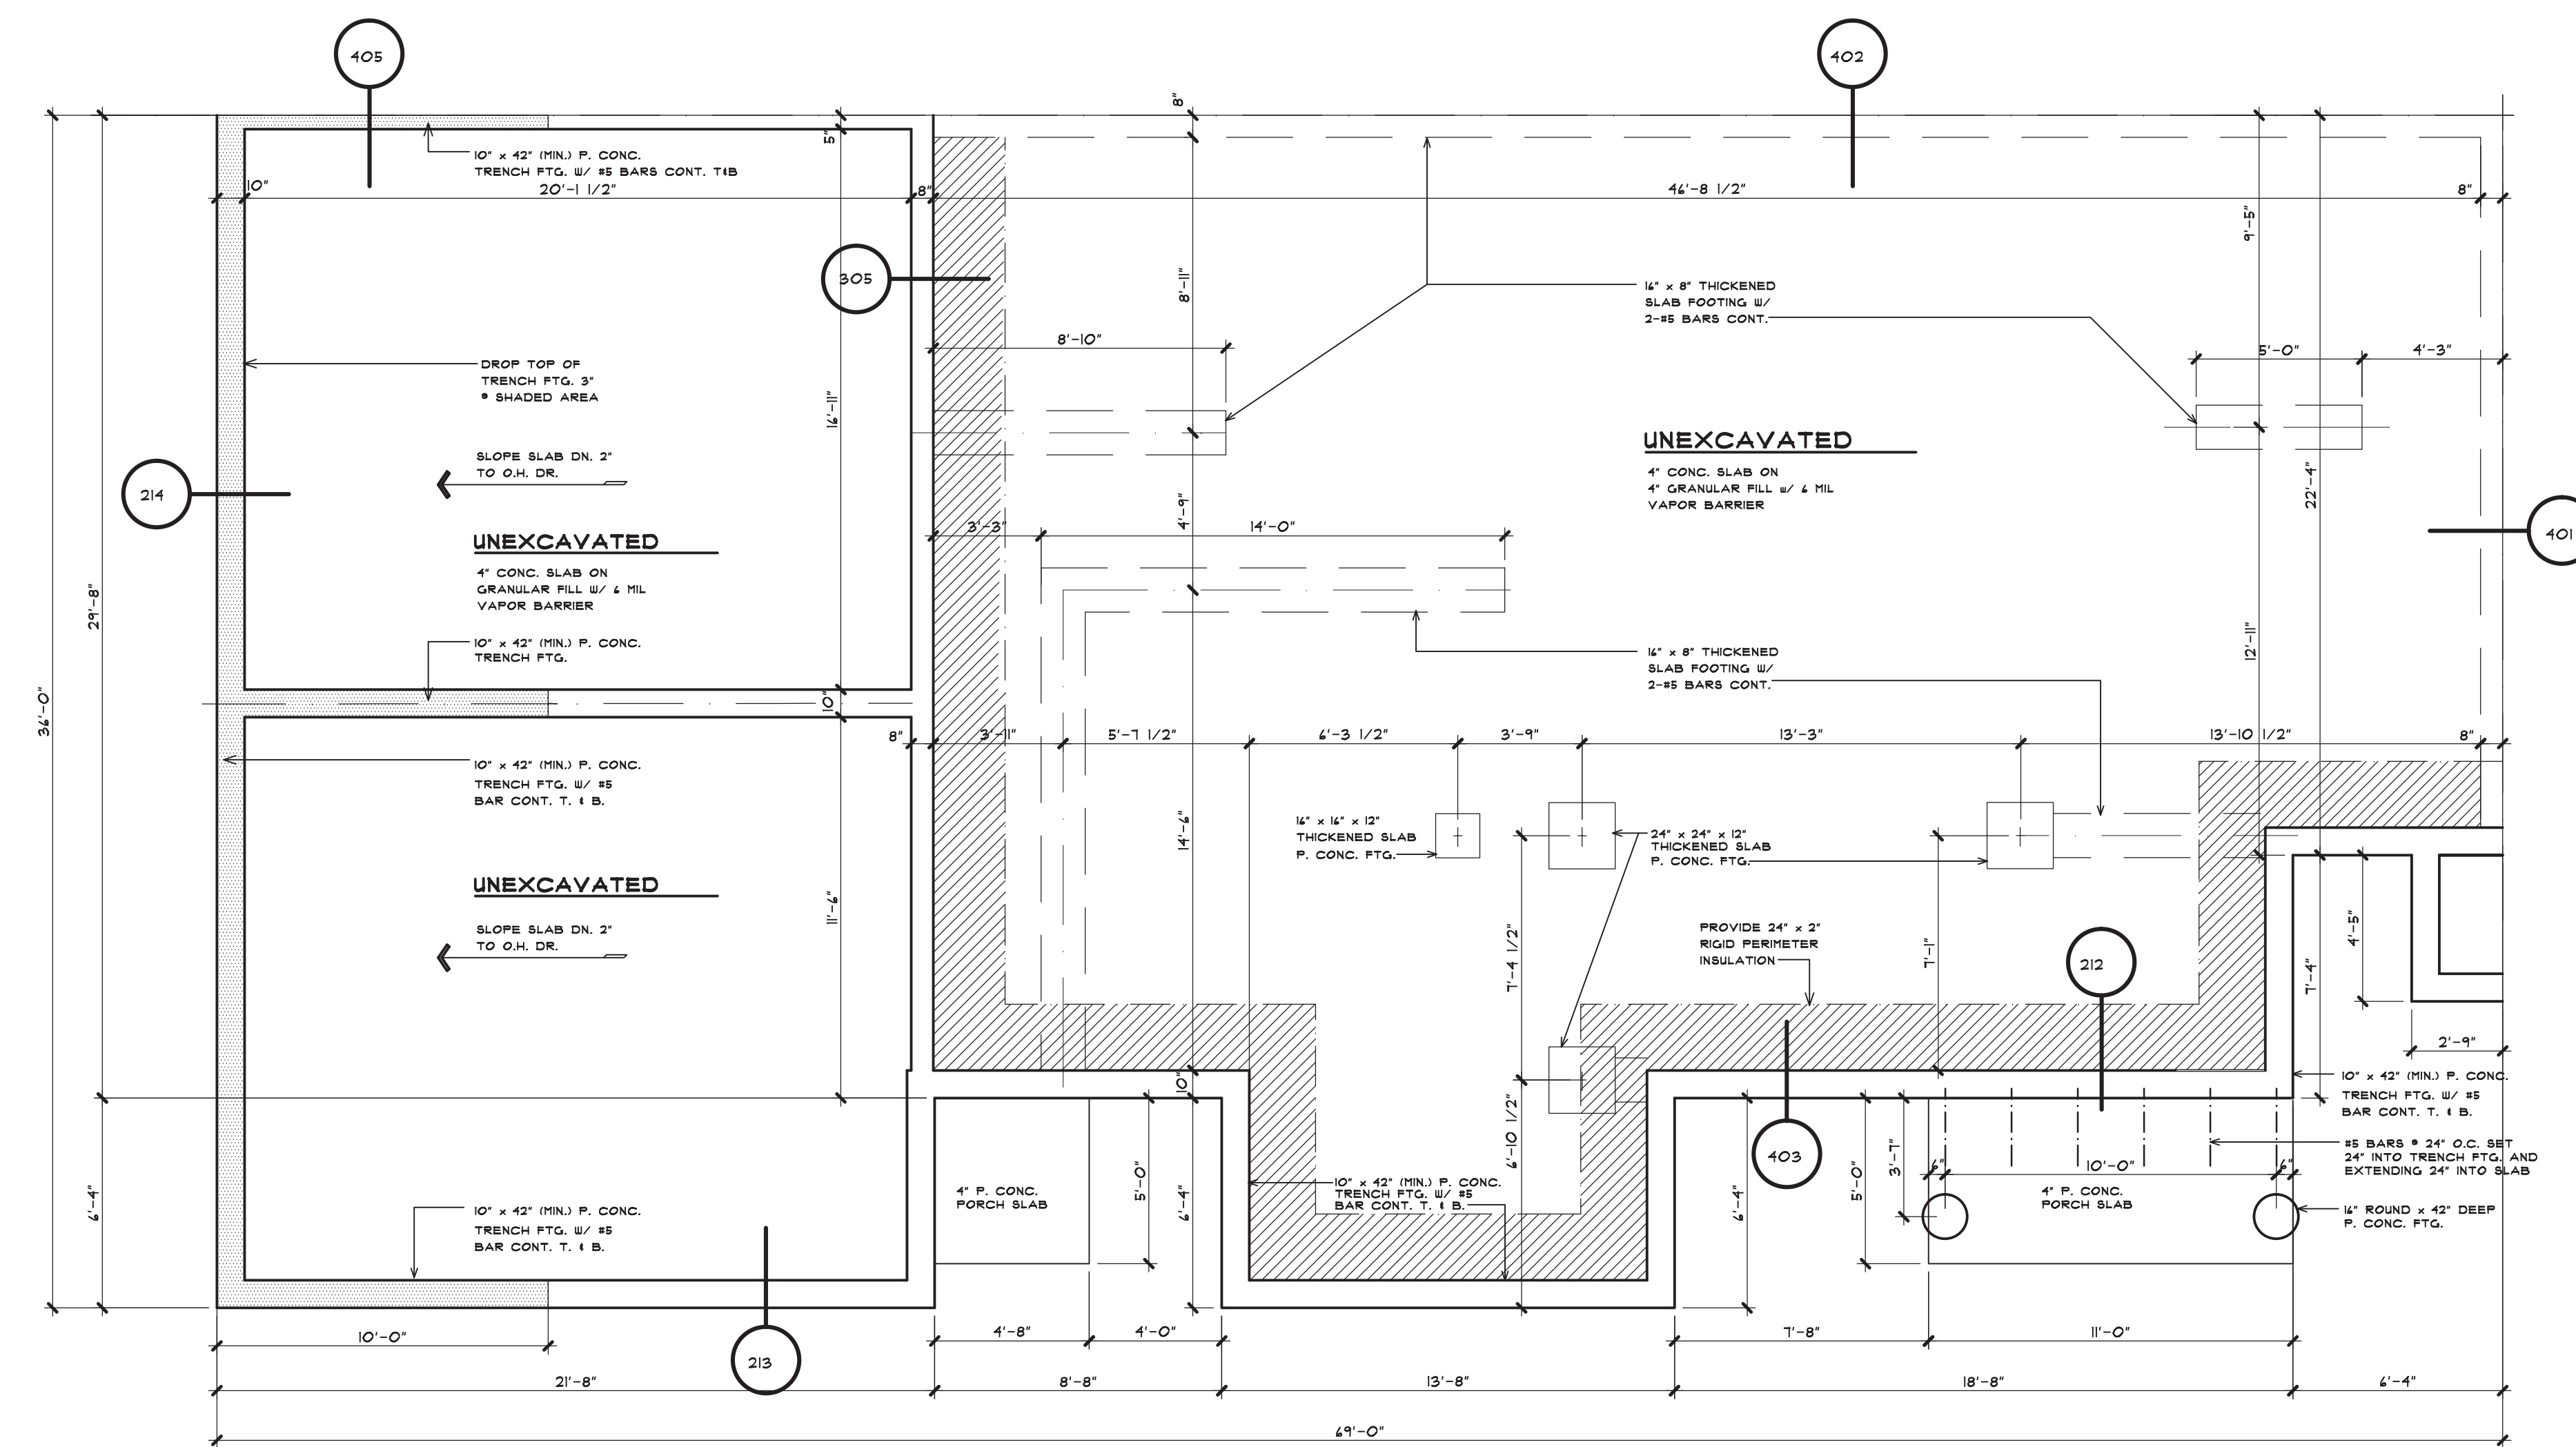 405
402
8"
5"
10" x 42" (MIN.) P. CONC.
TRENCH FTG. W/ #5 BARS CONT. T&B
10"
20'-1 1/2"
8"
46'-8 1/2"
8"
9'-5"
305
8'-11"
16" x 8" THICKENED
SLAB FOOTING W/
2-#5 BARS CONT.
8'-10"
5'-0"
4'-3"
DROP TOP OF
TRENCH FTG. 3"
@ SHADED AREA
16'-11"
UNEXCAVATED
4" CONC. SLAB ON
4" GRANULAR FILL w/ 6 MIL
VAPOR BARRIER
SLOPE SLAB DN. 2"
TO O.H. DR.
214
22'-4"
4'-9"
3'-3"
14'-0"
401
UNEXCAVATED
4" CONC. SLAB ON
GRANULAR FILL W/ 6 MIL
VAPOR BARRIER
29'-8"
12'-11"
10" x 42" (MIN.) P. CONC.
TRENCH FTG.
16" x 8" THICKENED
SLAB FOOTING W/
2-#5 BARS CONT.
36'-0"
10"
8"
3'-11"
5'-7 1/2"
6'-3 1/2"
3'-9"
13'-3"
13'-10 1/2"
8"
10" x 42" (MIN.) P. CONC.
TRENCH FTG. W/ #5
BAR CONT. T. & B.
14'-6"
16" x 16" x 12"
THICKENED SLAB
P. CONC. FTG.
24" x 24" x 12"
THICKENED SLAB
P. CONC. FTG.
UNEXCAVATED
11'-6"
SLOPE SLAB DN. 2"
TO O.H. DR.
7'-4 1/2"
PROVIDE 24" x 2"
RIGID PERIMETER
INSULATION
7'-1"
212
4'-5"
7'-4"
2'-9"
10"
10" x 42" (MIN.) P. CONC.
TRENCH FTG. W/ #5
BAR CONT. T. & B.
6'-10 1/2"
403
#5 BARS @ 24" O.C. SET
24" INTO TRENCH FTG. AND
EXTENDING 24" INTO SLAB
3'-7"
6"
10'-0"
6"
4" P. CONC.
PORCH SLAB
5'-0"
6'-4"
10" x 42" (MIN.) P. CONC.
TRENCH FTG. W/ #5
BAR CONT. T. & B.
6'-4"
5'-0"
4" P. CONC.
PORCH SLAB
16" ROUND x 42" DEEP
P. CONC. FTG.
6'-4"
10" x 42" (MIN.) P. CONC.
TRENCH FTG. W/ #5
BAR CONT. T. & B.
10'-0"
213
4'-8"
4'-0"
7'-8"
11'-0"
21'-8"
8'-8"
13'-8"
18'-8"
6'-4"
69'-0"